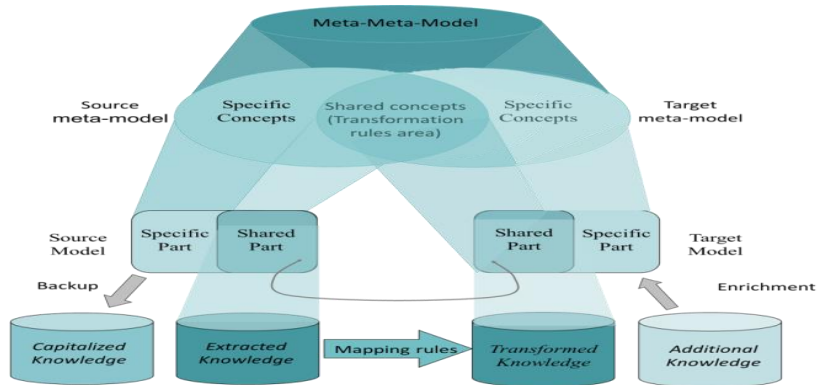 Meta-Meta-Model
Source
meta-model
Specific
Concepts
Shared concepts
(Transformation
rules area)
Specific
Concepts
Target
meta-model
Source
Model
Specific
Part
Shared
Part
Shared
Part
Specific
Part
Target
Model
Backup
Enrichment
Capitalized
Knowledge
Extracted
Knowledge
Mapping rules
Transformed
Knowledge
Additional
Knowledge